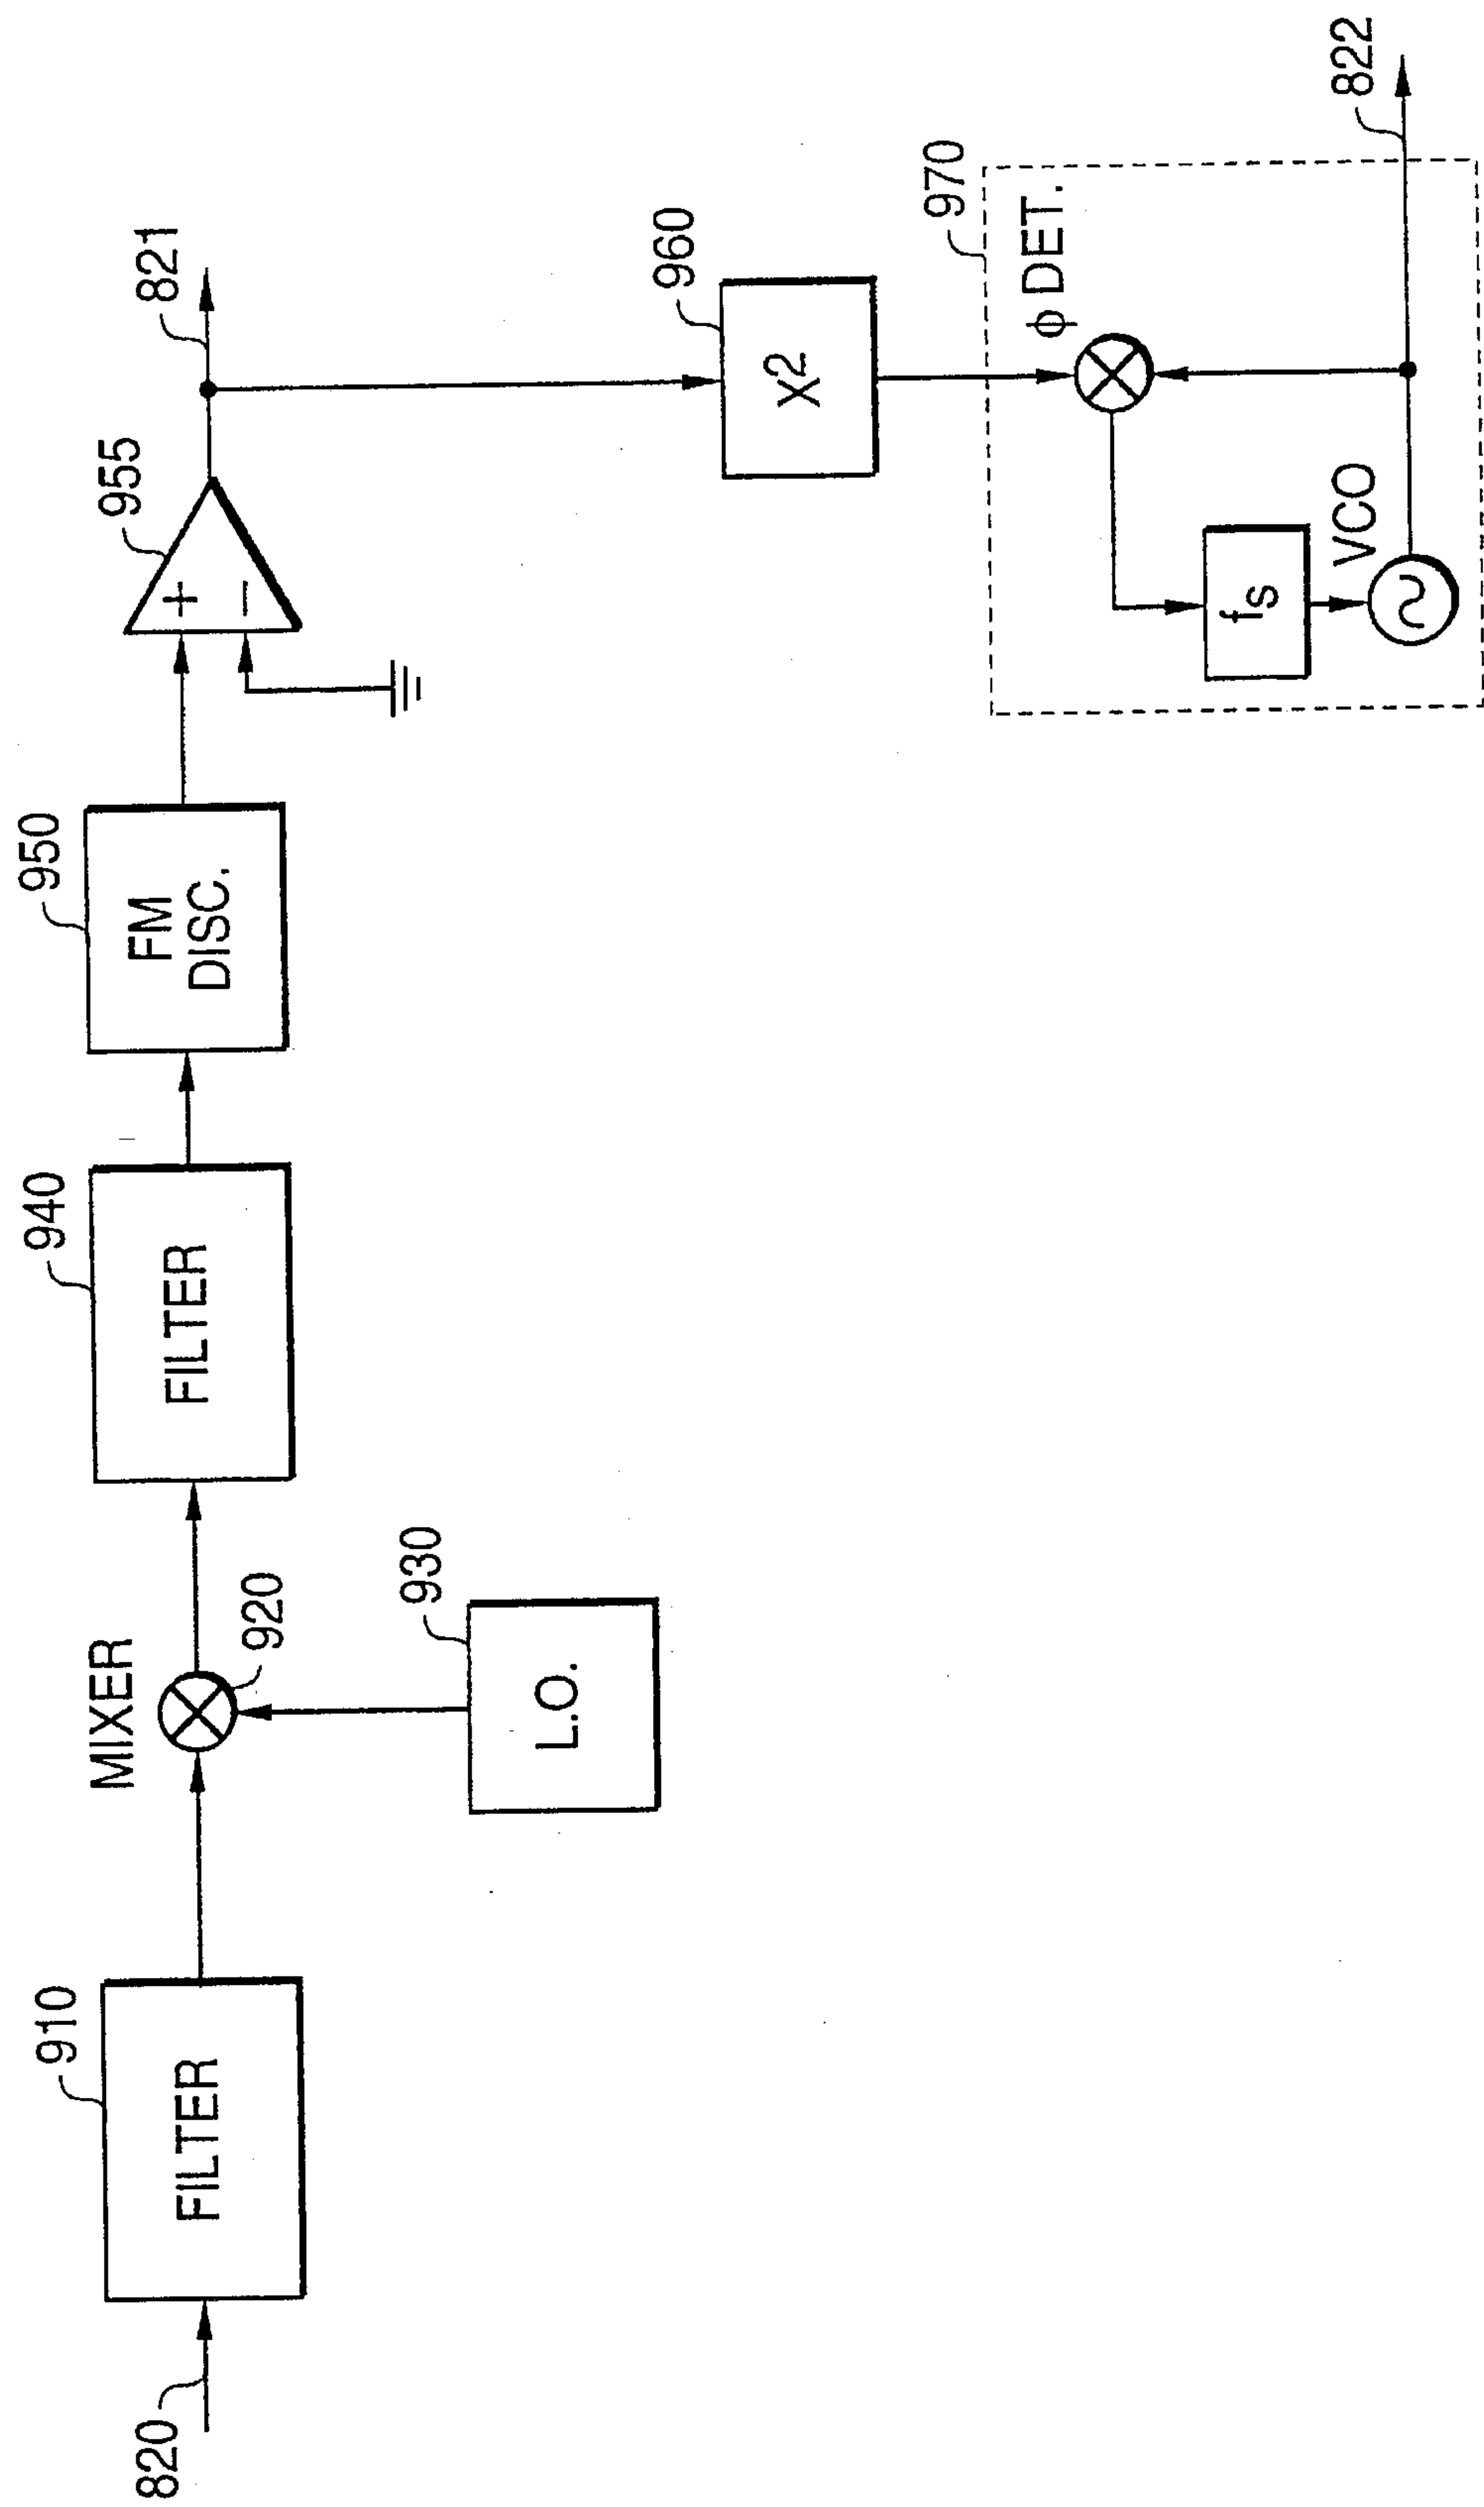 820
910
FILTER
MIXER
920
L.O.
930
940
FILTER
950
FM
DISC.
955
+
−
821
960
X2
970
ϕ DET.
fs
VCO
822